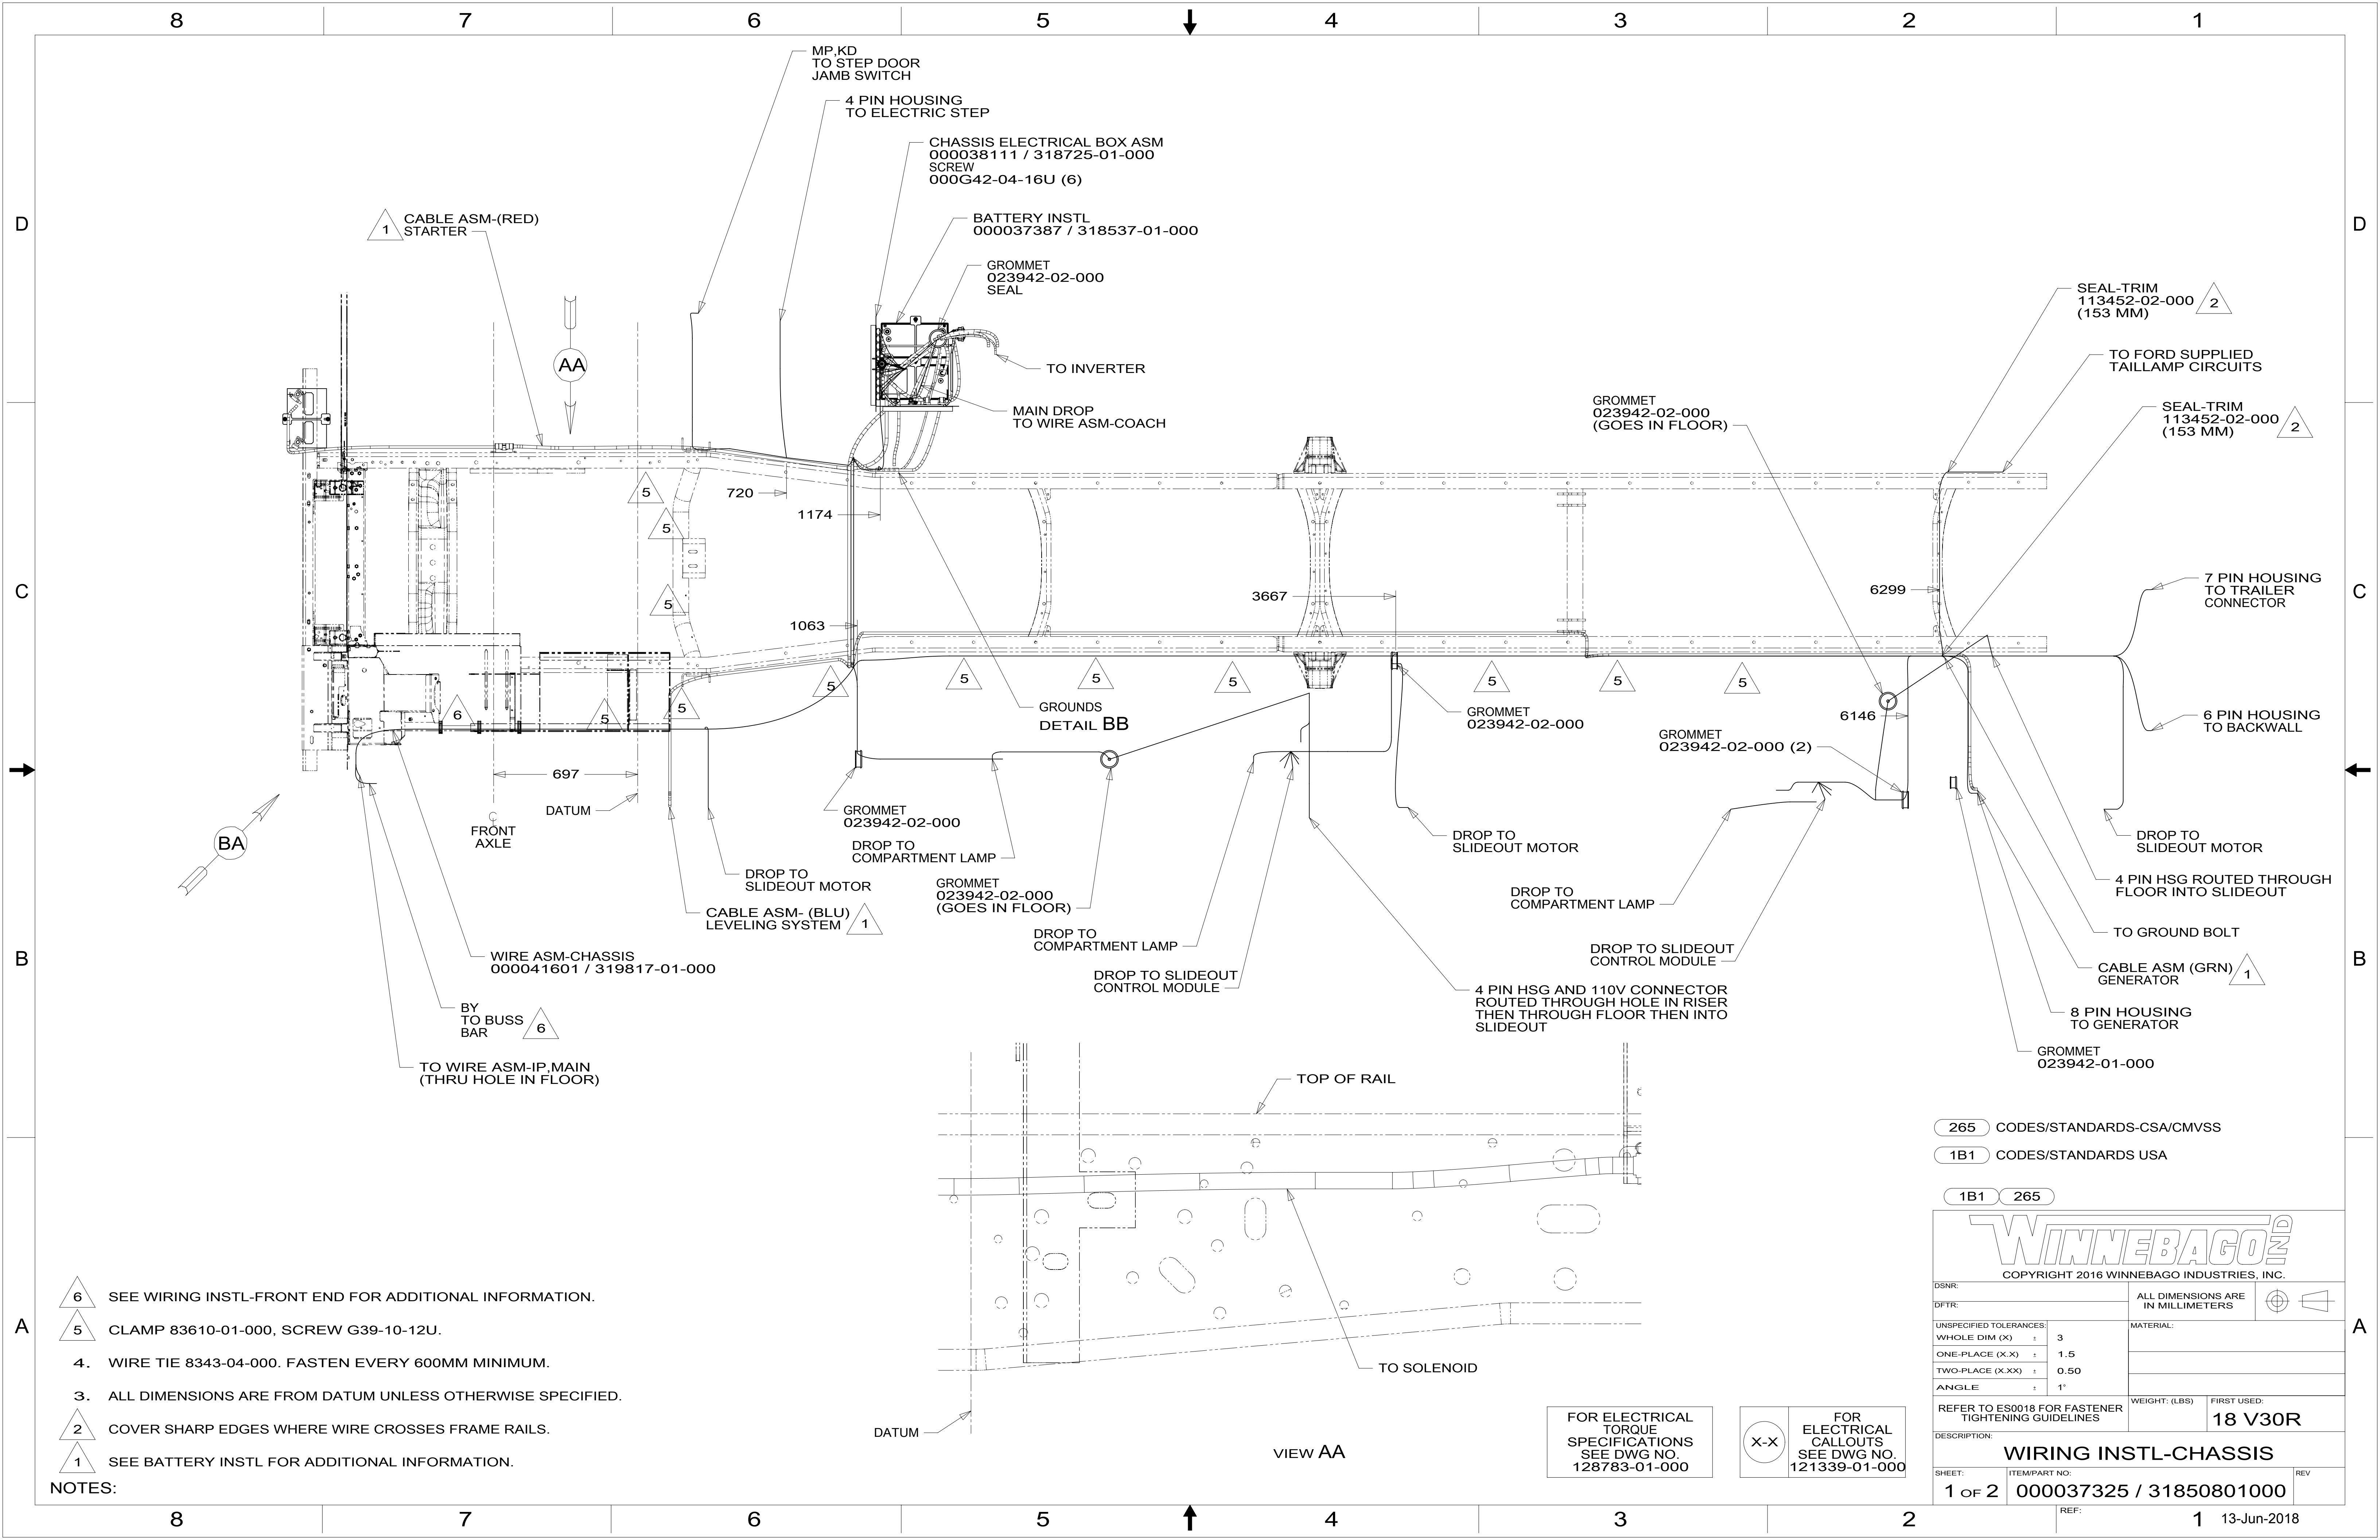 8 7 6 5 4 3 2 1
D
C
B
A
D
C
B
A
MP,KD
TO STEP DOOR
JAMB SWITCH
4 PIN HOUSING
TO ELECTRIC STEP
CHASSIS ELECTRICAL BOX ASM
000038111 / 318725-01-000
SCREW
000G42-04-16U (6)
1
CABLE ASM-(RED)
STARTER
BATTERY INSTL
000037387 / 318537-01-000
GROMMET
023942-02-000
SEAL
AA
TO INVERTER
MAIN DROP
TO WIRE ASM-COACH
SEAL-TRIM
113452-02-000
(153 MM)
2
TO FORD SUPPLIED
TAILLAMP CIRCUITS
GROMMET
023942-02-000
(GOES IN FLOOR)
SEAL-TRIM
113452-02-000
(153 MM)
2
5
5
5
720
1174
1063
3667
6299
7 PIN HOUSING
TO TRAILER
CONNECTOR
6
5
5
5
5
5
5
5
5
5
GROUNDS
DETAIL BB
GROMMET
023942-02-000
6146
GROMMET
023942-02-000 (2)
6 PIN HOUSING
TO BACKWALL
697
DATUM
C
FRONT
AXLE
BA
GROMMET
023942-02-000
DROP TO
COMPARTMENT LAMP
DROP TO
SLIDEOUT MOTOR
DROP TO
SLIDEOUT MOTOR
DROP TO
SLIDEOUT MOTOR
GROMMET
023942-02-000
(GOES IN FLOOR)
4 PIN HSG ROUTED THROUGH
FLOOR INTO SLIDEOUT
DROP TO
COMPARTMENT LAMP
CABLE ASM- (BLU)
LEVELING SYSTEM
1
DROP TO
COMPARTMENT LAMP
TO GROUND BOLT
WIRE ASM-CHASSIS
000041601 / 319817-01-000
DROP TO SLIDEOUT
CONTROL MODULE
DROP TO SLIDEOUT
CONTROL MODULE
CABLE ASM (GRN)
GENERATOR
1
4 PIN HSG AND 110V CONNECTOR
ROUTED THROUGH HOLE IN RISER
THEN THROUGH FLOOR THEN INTO
SLIDEOUT
BY
TO BUSS
BAR
6
8 PIN HOUSING
TO GENERATOR
TO WIRE ASM-IP,MAIN
(THRU HOLE IN FLOOR)
GROMMET
023942-01-000
TOP OF RAIL
TO SOLENOID
DATUM
VIEW AA
265 CODES/STANDARDS-CSA/CMVSS
1B1 CODES/STANDARDS USA
1B1 265
6 SEE WIRING INSTL-FRONT END FOR ADDITIONAL INFORMATION.
5 CLAMP 83610-01-000, SCREW G39-10-12U.
4. WIRE TIE 8343-04-000. FASTEN EVERY 600MM MINIMUM.
3. ALL DIMENSIONS ARE FROM DATUM UNLESS OTHERWISE SPECIFIED.
2 COVER SHARP EDGES WHERE WIRE CROSSES FRAME RAILS.
1 SEE BATTERY INSTL FOR ADDITIONAL INFORMATION.
NOTES:
FOR ELECTRICAL
TORQUE
SPECIFICATIONS
SEE DWG NO.
128783-01-000
X-X
FOR
ELECTRICAL
CALLOUTS
SEE DWG NO.
121339-01-000
WINNEBAGO IND
COPYRIGHT 2016 WINNEBAGO INDUSTRIES, INC.
DSNR:
DFTR:
ALL DIMENSIONS ARE
IN MILLIMETERS
UNSPECIFIED TOLERANCES:
WHOLE DIM (X) ± 3
ONE-PLACE (X.X) ± 1.5
TWO-PLACE (X.XX) ± 0.50
ANGLE ± 1°
MATERIAL:
REFER TO ES0018 FOR FASTENER
TIGHTENING GUIDELINES
WEIGHT: (LBS)
FIRST USED:
18 V30R
DESCRIPTION:
WIRING INSTL-CHASSIS
SHEET:
1 OF 2
ITEM/PART NO:
000037325 / 31850801000
REV
REF:
8 7 6 5 4 3 2 1
13-Jun-2018